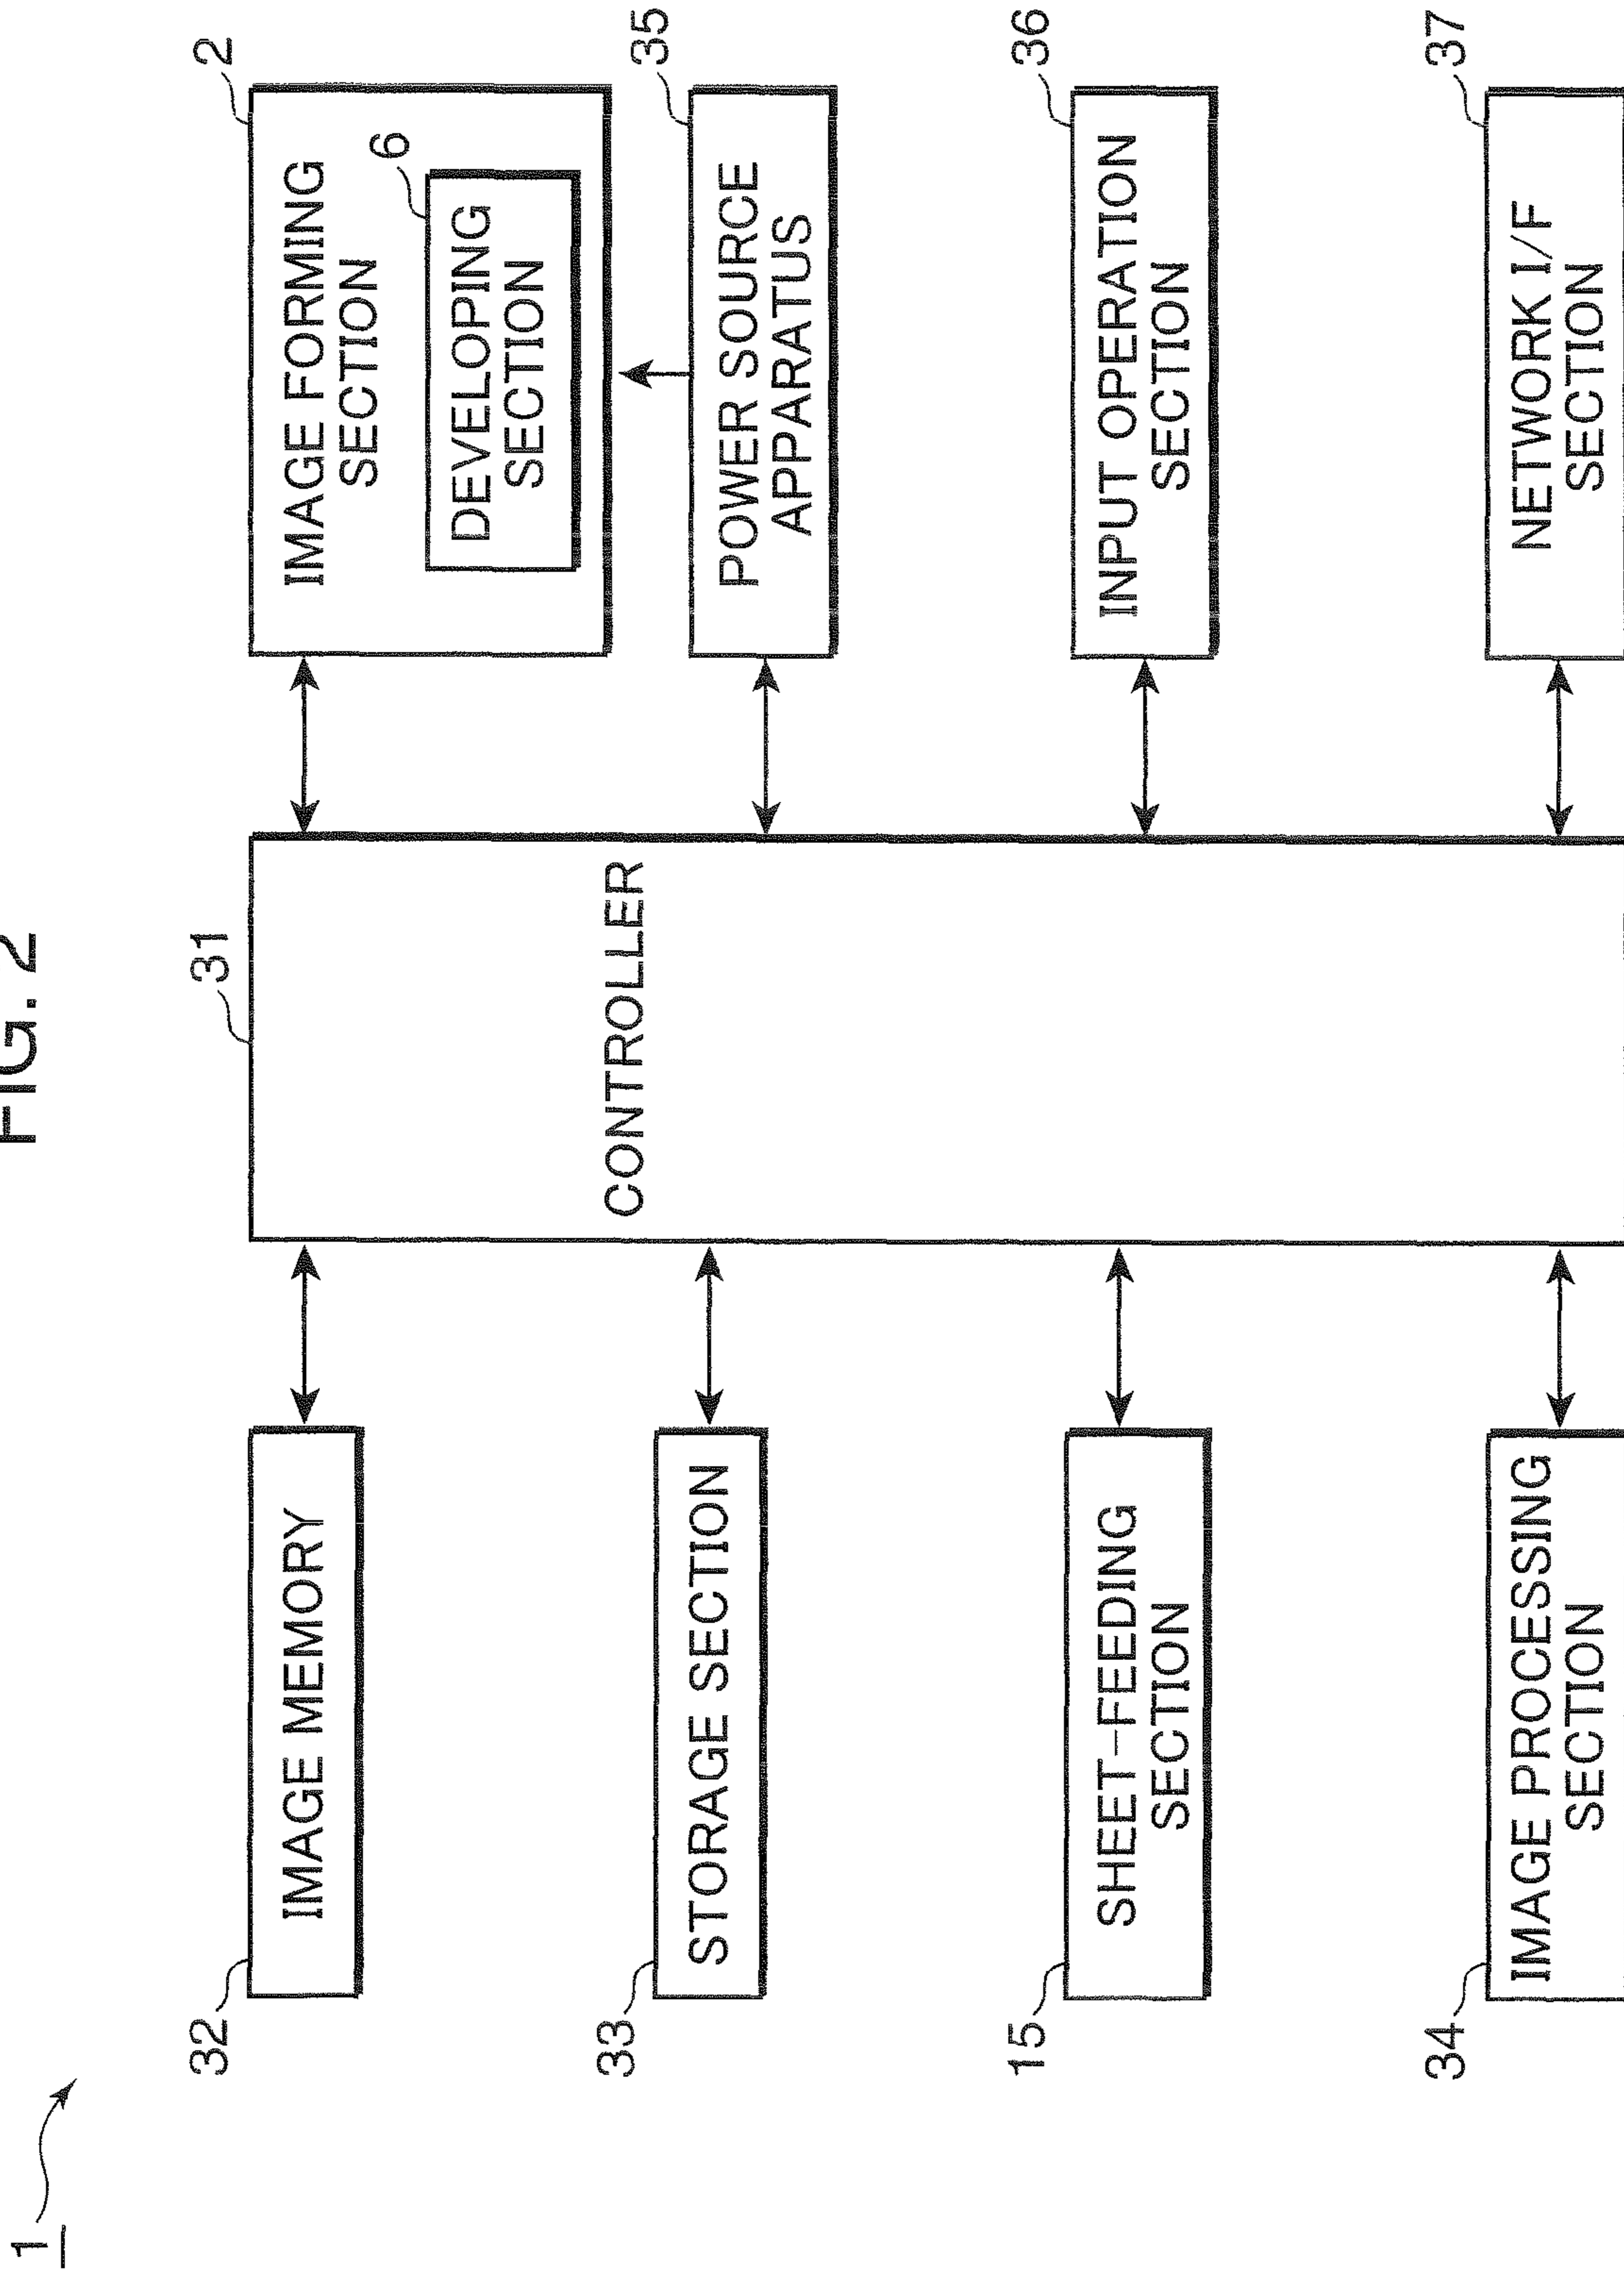 FIG. 2
1
32
IMAGE MEMORY
33
STORAGE SECTION
15
SHEET-FEEDING
SECTION
34
IMAGE PROCESSING
SECTION
31
CONTROLLER
2
IMAGE FORMING
SECTION
6
DEVELOPING
SECTION
35
POWER SOURCE
APPARATUS
36
INPUT OPERATION
SECTION
37
NETWORK I/F
SECTION